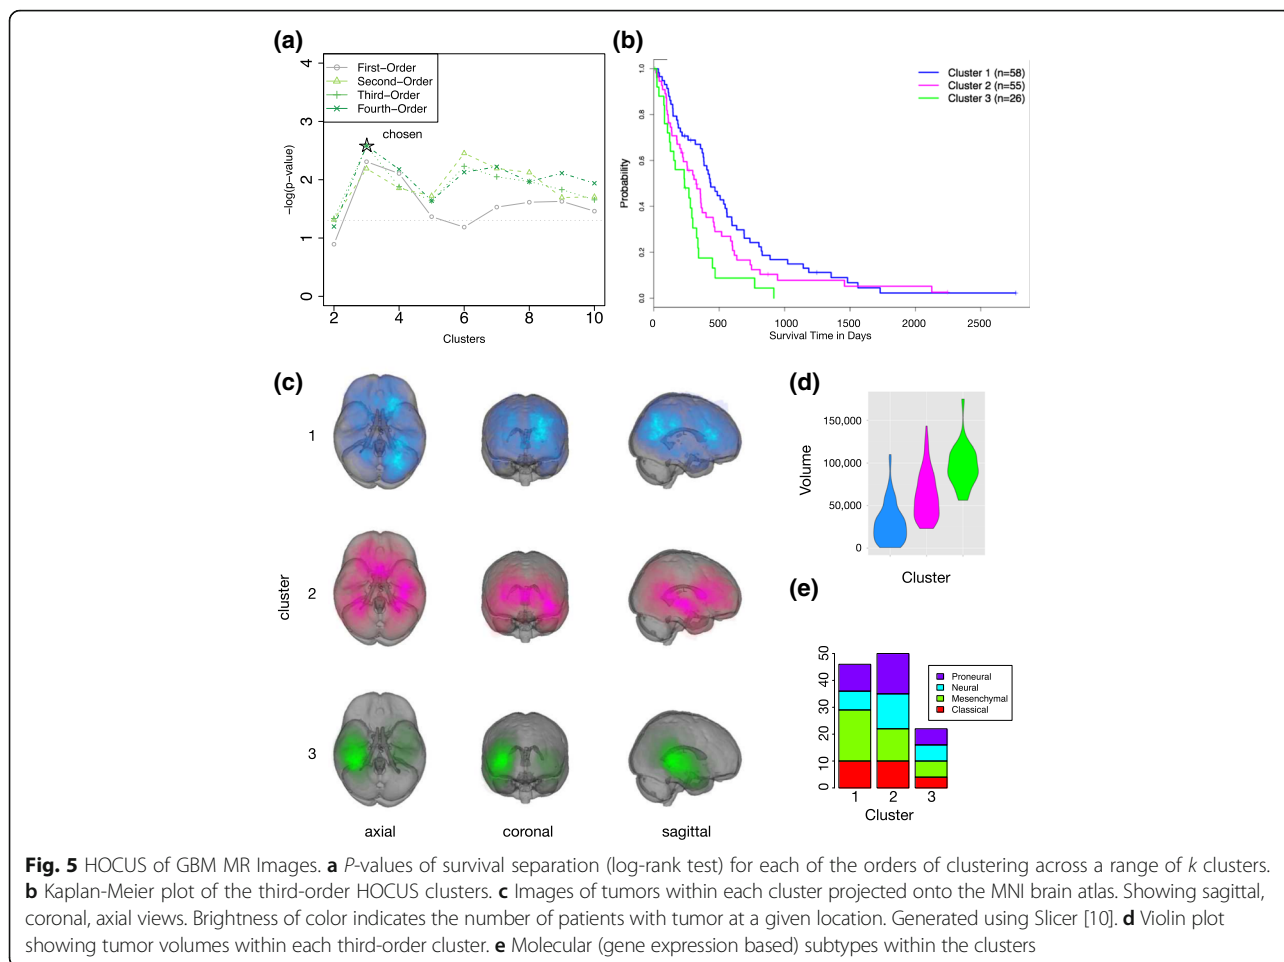 (a)
4
3
2
1
0
−log(p−value)
First−Order
Second−Order
Third−Order
Fourth−Order
chosen
2 4 6 8 10
Clusters
(b)
1.0
0.8
0.6
0.4
0.2
0.0
Probability
Cluster 1 (n=58)
Cluster 2 (n=55)
Cluster 3 (n=26)
0 500 1000 1500 2000 2500
Survival Time in Days
(c)
1
2
3
cluster
axial coronal sagittal
(d)
150,000
100,000
50,000
0
Volume
Cluster
(e)
50
40
30
20
10
0
Proneural
Neural
Mesenchymal
Classical
1 2 3
Cluster
Fig. 5 HOCUS of GBM MR Images. a P-values of survival separation (log-rank test) for each of the orders of clustering across a range of k clusters.
b Kaplan-Meier plot of the third-order HOCUS clusters. c Images of tumors within each cluster projected onto the MNI brain atlas. Showing sagittal,
coronal, axial views. Brightness of color indicates the number of patients with tumor at a given location. Generated using Slicer [10]. d Violin plot
showing tumor volumes within each third-order cluster. e Molecular (gene expression based) subtypes within the clusters